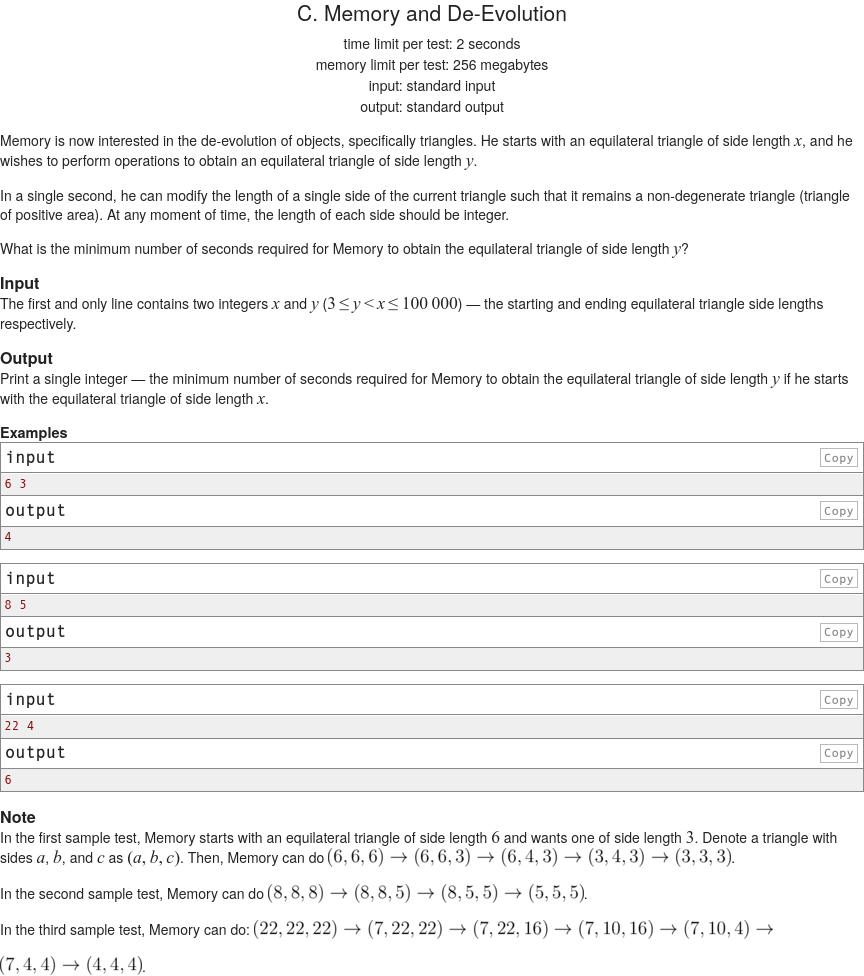 C. Memory and De-Evolution
time limit per test: 2 seconds
memory limit per test: 256 megabytes
input: standard input
output: standard output
Memory is now interested in the de-evolution of objects, specifically triangles. He starts with an equilateral triangle of side length x, and he
wishes to perform operations to obtain an equilateral triangle of side length y.
In a single second, he can modify the length of a single side of the current triangle such that it remains a non-degenerate triangle (triangle
of positive area). At any moment of time, the length of each side should be integer.
What is the minimum number of seconds required for Memory to obtain the equilateral triangle of side length y?
Input
The first and only line contains two integers x and y (3 ≤ y < x ≤ 100 000) — the starting and ending equilateral triangle side lengths
respectively.
Output
Print a single integer — the minimum number of seconds required for Memory to obtain the equilateral triangle of side length y if he starts
with the equilateral triangle of side length x.
Examples
input Copy
6 3
output Copy
4
input Copy
8 5
output Copy
3
input Copy
22 4
output Copy
6
Note
In the first sample test, Memory starts with an equilateral triangle of side length 6 and wants one of side length 3. Denote a triangle with
sides a, b, and c as (a, b, c). Then, Memory can do (6, 6, 6) → (6, 6, 3) → (6, 4, 3) → (3, 4, 3) → (3, 3, 3).
In the second sample test, Memory can do (8, 8, 8) → (8, 8, 5) → (8, 5, 5) → (5, 5, 5).
In the third sample test, Memory can do: (22, 22, 22) → (7, 22, 22) → (7, 22, 16) → (7, 10, 16) → (7, 10, 4) →
(7, 4, 4) → (4, 4, 4).